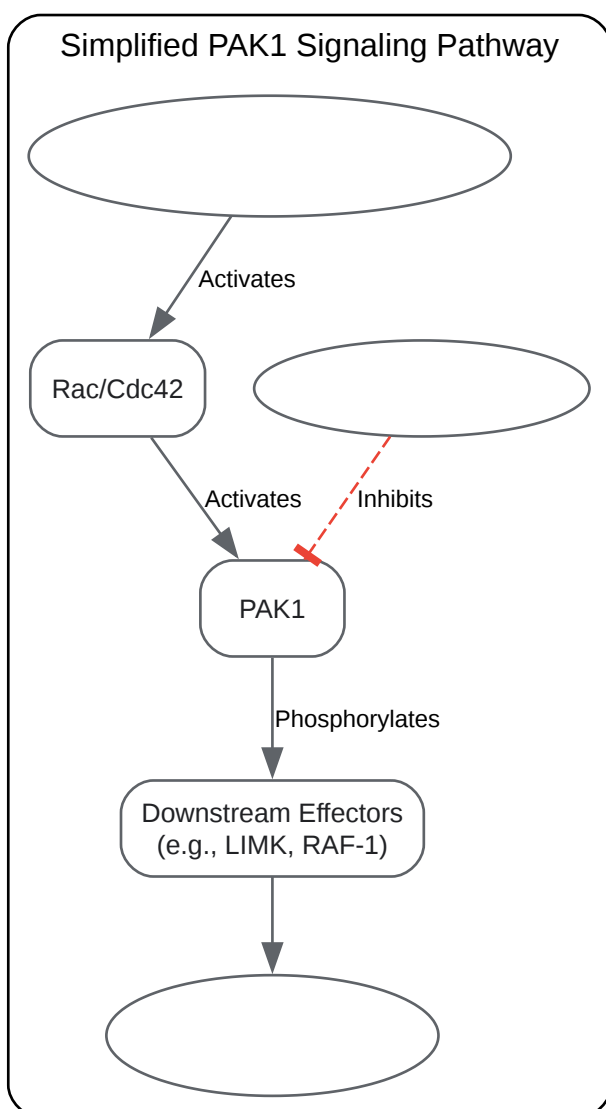 Simplified PAK1 Signaling Pathway
Activates
Rac/Cdc42
Activates
Inhibits
PAK1
Phosphorylates
Downstream Effectors
(e.g., LIMK, RAF-1)